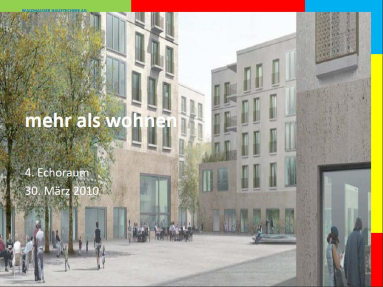 mehr als wohnen
4. Echoraum
30. März 2010